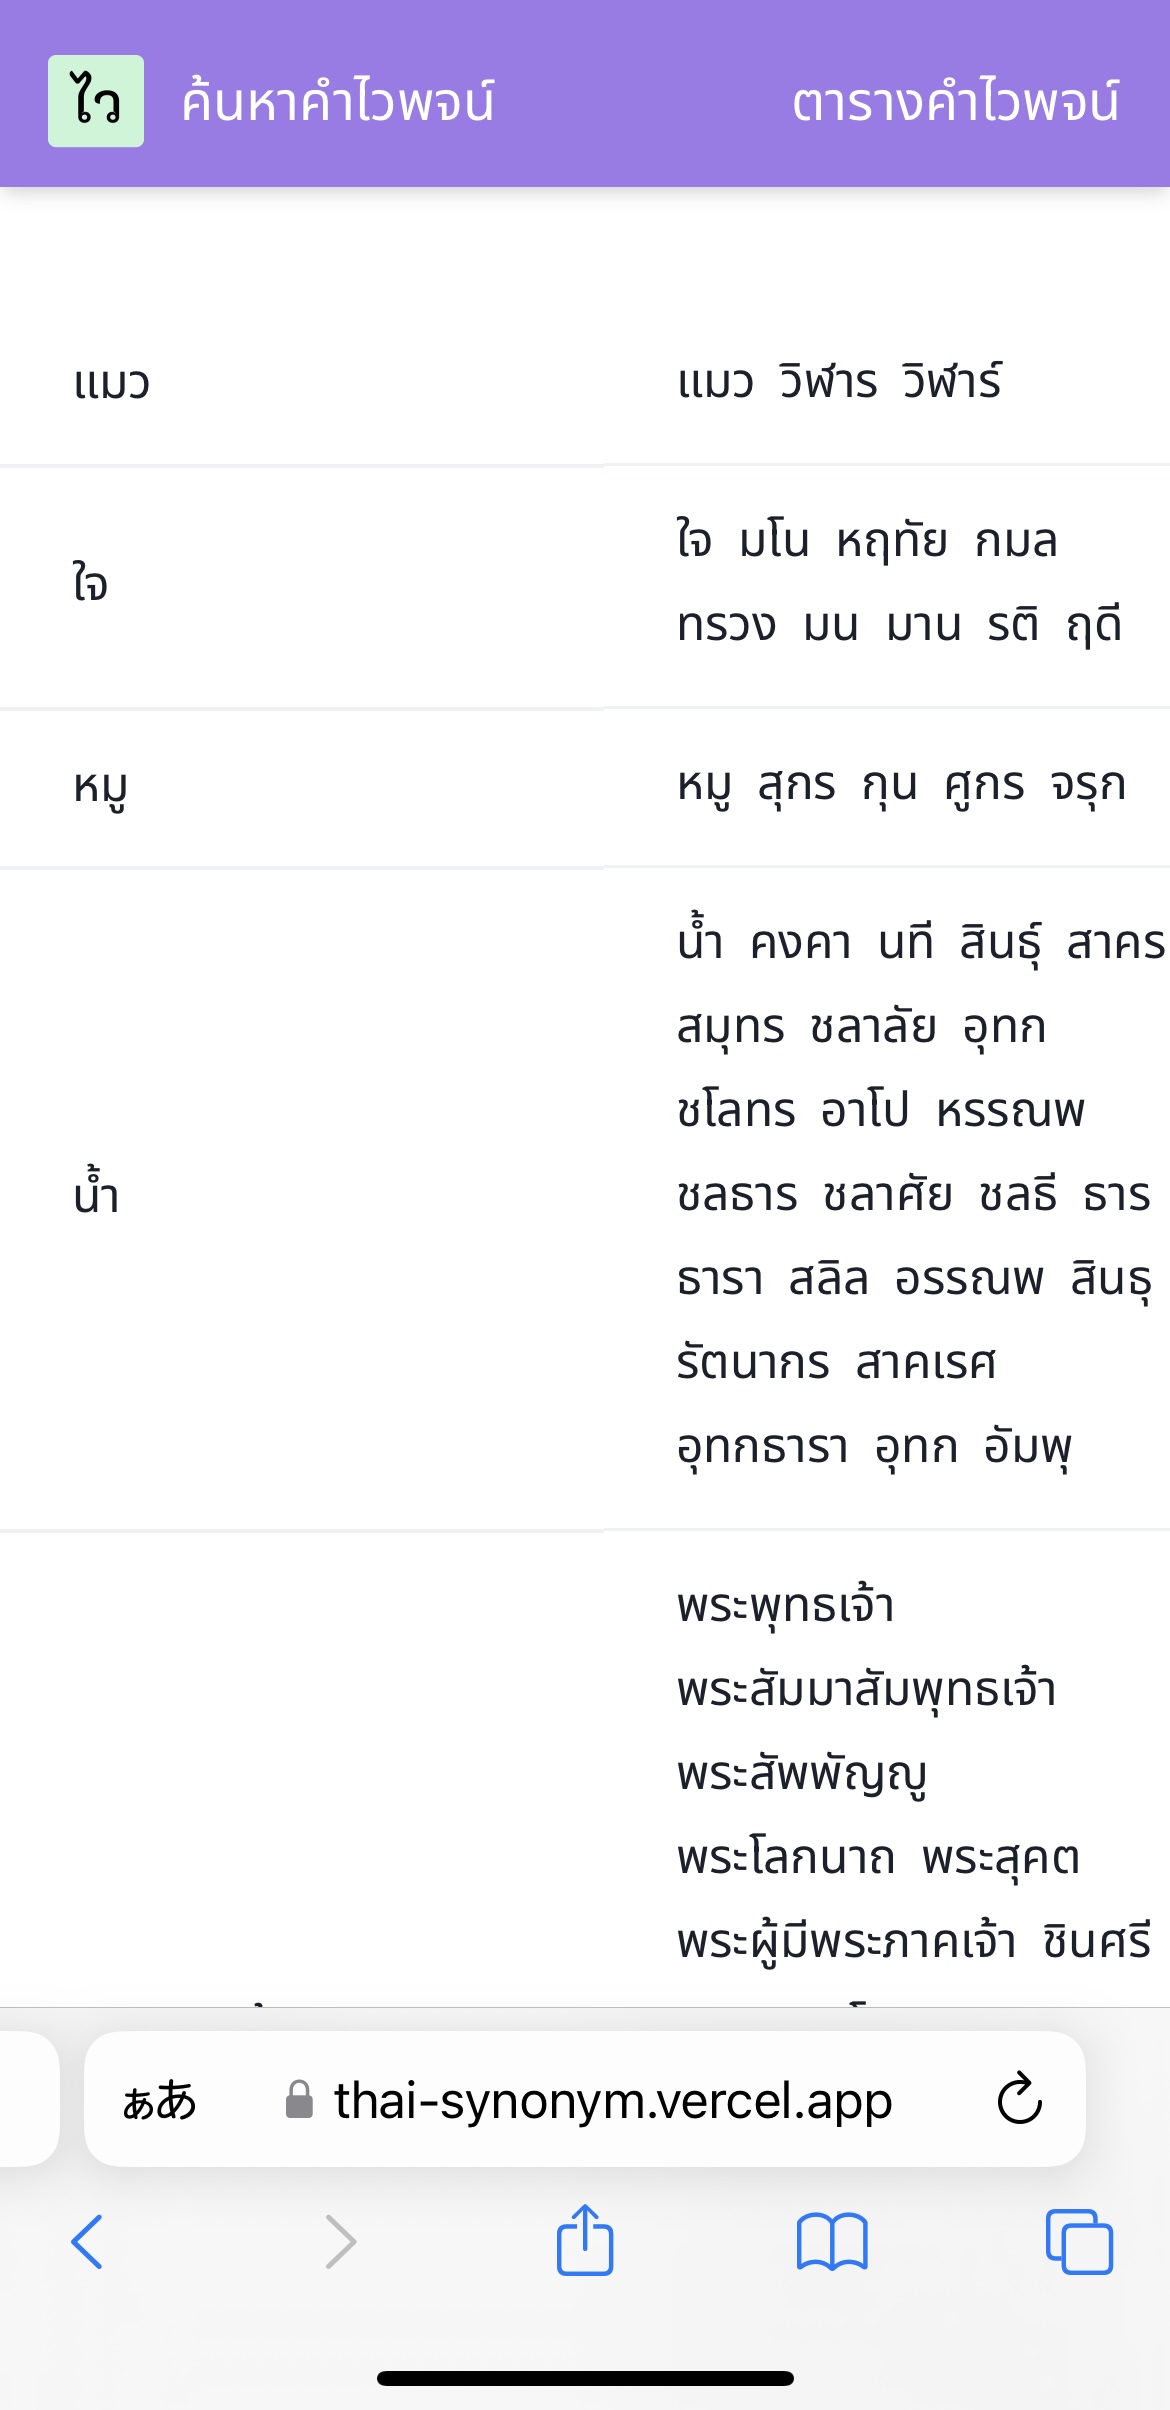 ไว ค้นหาคำไวพจน์ ตารางคำไวพจน์
แมว
แมว วิฬาร วิฬาร์
ใจ
ใจ มโน หฤทัย กมล
ทรวง มน มาน รติ ฤดี
หมู
หมู สุกร กุน ศูกร จรุก
น้ำ
น้ำ คงคา นที สินธุ์ สาคร
สมุทร ชลาลัย อุทก
ชโลทร อาโป หรรณพ
ชลธาร ชลาศัย ชลธี ธาร
ธารา สลิล อรรณพ สินธุ
รัตนากร สาคเรศ
อุทกธารา อุทก อัมพุ
พระพุทธเจ้า
พระสัมมาสัมพุทธเจ้า
พระสัพพัญญู
พระโลกนาถ พระสุคต
พระผู้มีพระภาคเจ้า ชินศรี
ぁあ thai-synonym.vercel.app